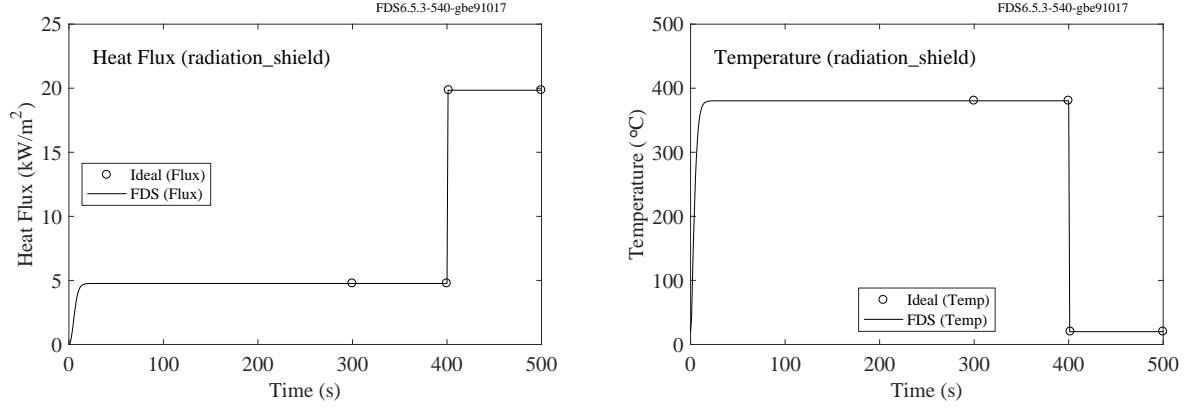 FDS6.5.3-540-gbe91017
Heat Flux (radiation_shield)
25
20
15
10
5
0
Heat Flux (kW/m²)
Ideal (Flux)
FDS (Flux)
0 100 200 300 400 500
Time (s)
FDS6.5.3-540-gbe91017
Temperature (radiation_shield)
500
400
300
200
100
0
Temperature (°C)
Ideal (Temp)
FDS (Temp)
0 100 200 300 400 500
Time (s)